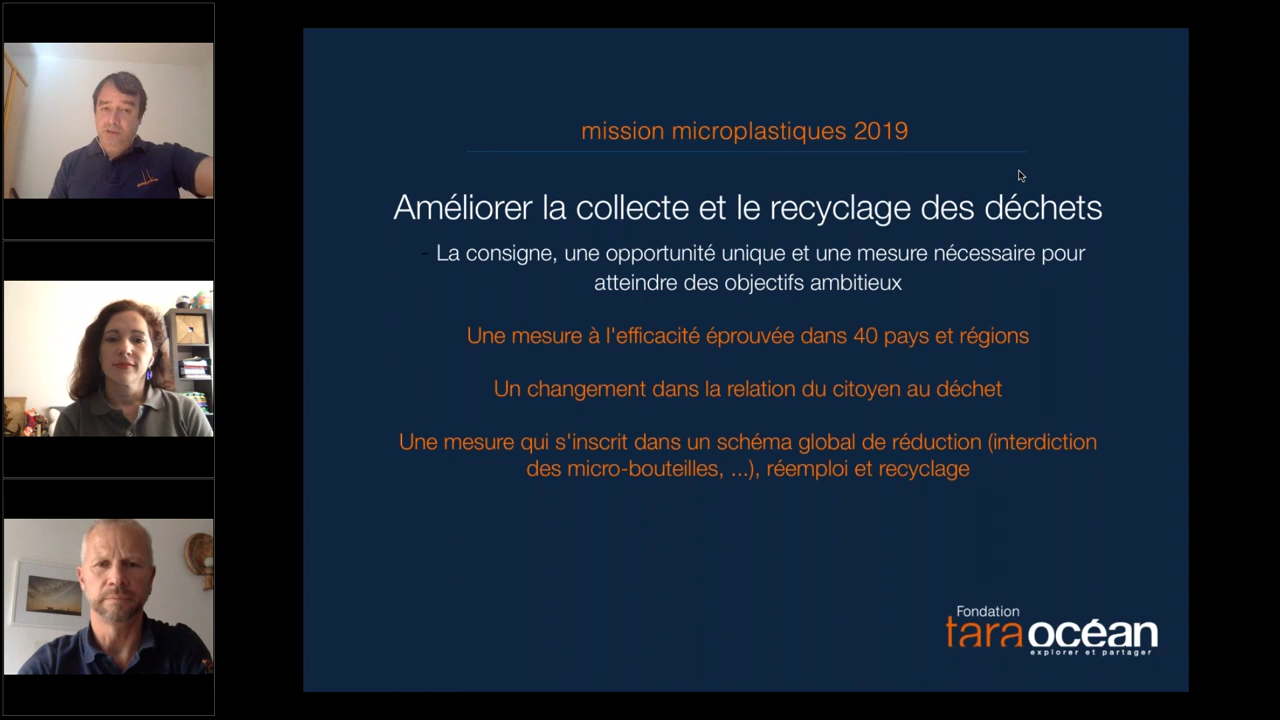 mission microplastiques 2019
Améliorer la collecte et le recyclage des déchets
- La consigne, une opportunité unique et une mesure nécessaire pour
atteindre des objectifs ambitieux
Une mesure à l'efficacité éprouvée dans 40 pays et régions
Un changement dans la relation du citoyen au déchet
Une mesure qui s'inscrit dans un schéma global de réduction (interdiction
des micro-bouteilles, ...), réemploi et recyclage
Fondation
taraocéan
explorer et partager